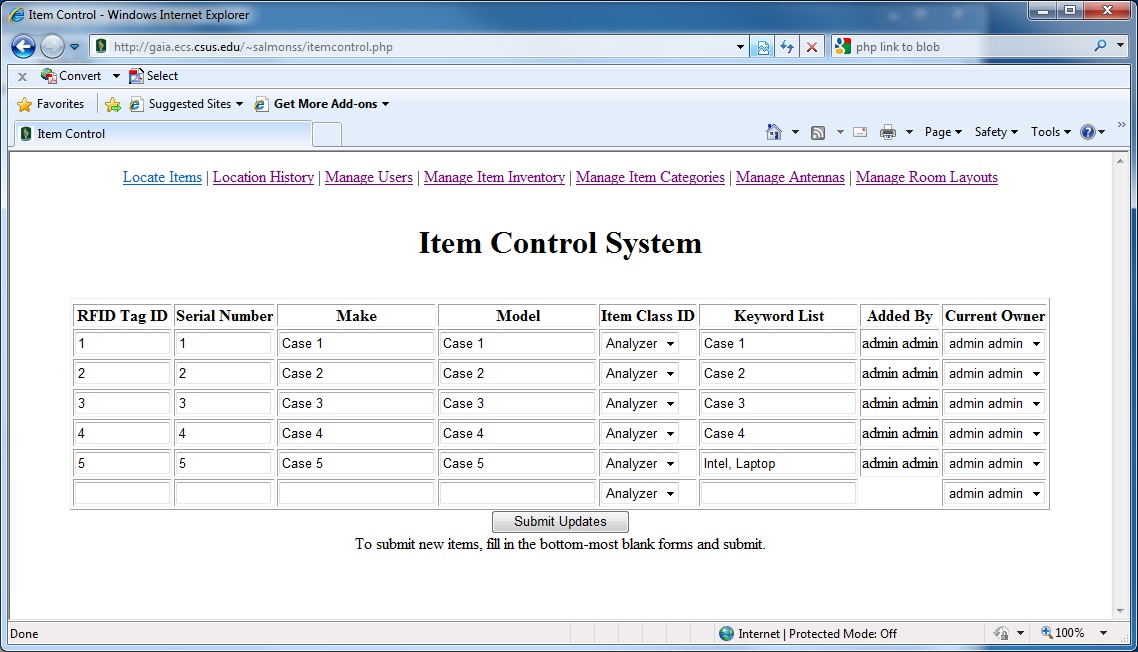 Item Control - Windows Internet Explorer
http://gaia.ecs.csus.edu/~salmonss/itemcontrol.php php link to blob
x Convert Select
Favorites Suggested Sites Get More Add-ons
Item Control Page Safety Tools
Locate Items | Location History | Manage Users | Manage Item Inventory | Manage Item Categories | Manage Antennas | Manage Room Layouts
Item Control System
RFID Tag ID Serial Number Make Model Item Class ID Keyword List Added By Current Owner
1 1 Case 1 Case 1 Analyzer Case 1 admin admin admin admin
2 2 Case 2 Case 2 Analyzer Case 2 admin admin admin admin
3 3 Case 3 Case 3 Analyzer Case 3 admin admin admin admin
4 4 Case 4 Case 4 Analyzer Case 4 admin admin admin admin
5 5 Case 5 Case 5 Analyzer Intel, Laptop admin admin admin admin
Analyzer admin admin
Submit Updates
To submit new items, fill in the bottom-most blank forms and submit.
Done Internet | Protected Mode: Off 100%